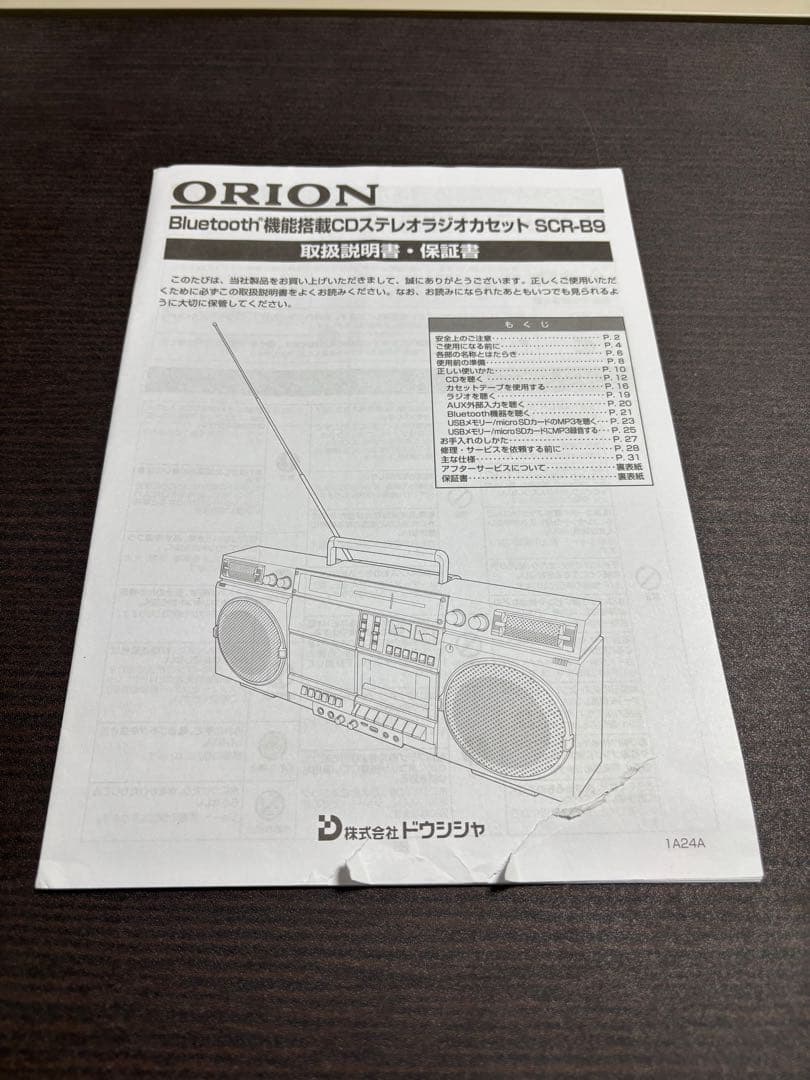 ORION
Bluetooth®機能搭載CDステレオラジオカセット SCR-B9
取扱説明書・保証書
このたびは、当社製品をお買い上げいただきまして、誠にありがとうございます。正しくご使用いただ
くために必ずこの取扱説明書をよくお読みください。なお、お読みになられたあともいつでも見られるよ
うに大切に保管してください。
もくじ
安全上のご注意 P. 2
ご使用になる前に P. 4
各部の名称とはたらき P. 6
使用前の準備 P. 8
正しい使いかた P. 10
CDを聴く P. 12
カセットテープを使用する P. 16
ラジオを聴く P. 19
AUX外部入力を聴く P. 20
Bluetooth機器を聴く P. 21
USBメモリー/microSDカードのMP3を聴く P. 23
USBメモリー/microSDカードにMP3録音する P. 25
お手入れのしかた P. 27
修理・サービスを依頼する前に P. 28
主な仕様 P. 31
アフターサービスについて 裏表紙
保証書 裏表紙
株式会社ドウシシャ
1A24A